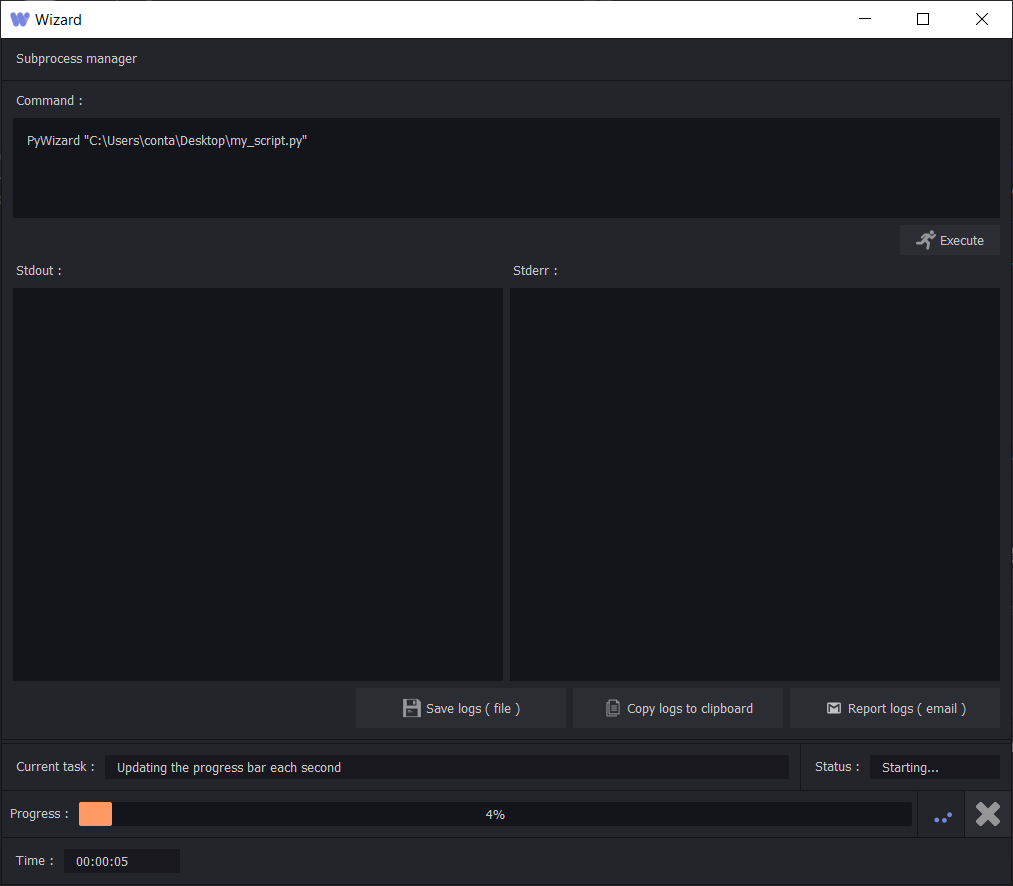 Wizard
Subprocess manager
Command :
PyWizard "C:\Users\conta\Desktop\my_script.py"
Execute
Stdout :
Stderr :
Save logs ( file )
Copy logs to clipboard
Report logs ( email )
Current task :
Updating the progress bar each second
Status :
Starting...
Progress :
4%
Time :
00:00:05